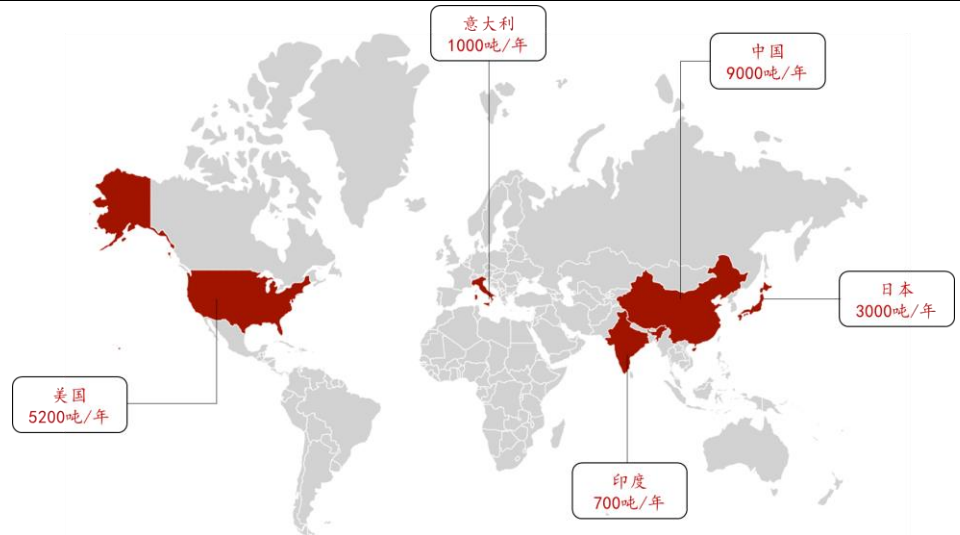 意大利
1000吨/年
中国
9000吨/年
日本
3000吨/年
美国
5200吨/年
印度
700吨/年